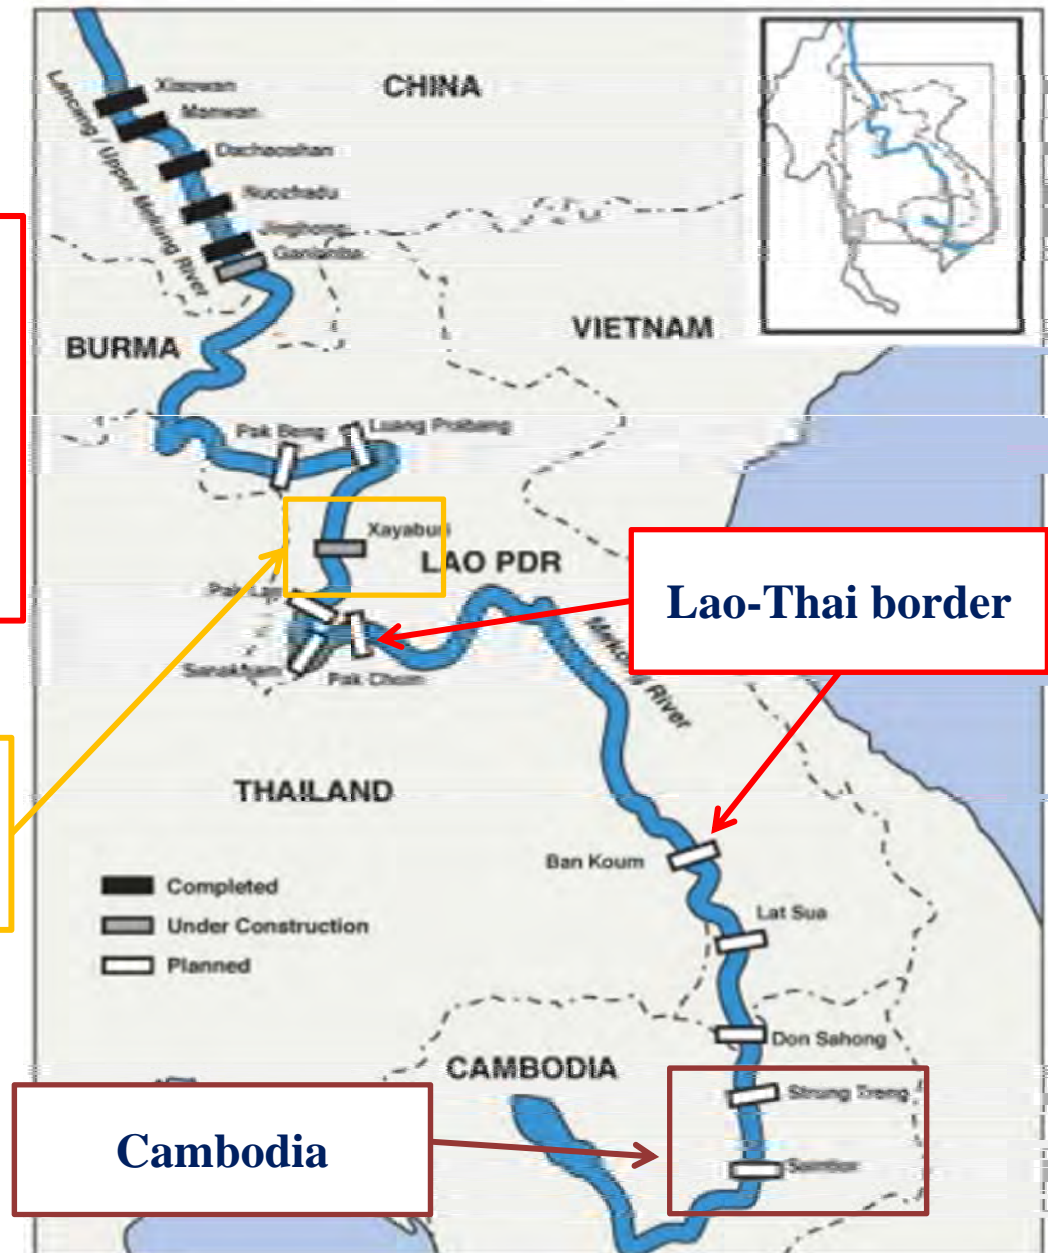 CHINA
Xiaowan
Manwan
Dachaoshan
Nuozhadu
Jinghong
Ganlanba
Lancang / Upper Mekong River
BURMA
VIETNAM
Pak Beng
Luang Prabang
Xayaburi
LAO PDR
Lao-Thai border
Pak Lay
Sanakham
Pak Chom
Mekong River
THAILAND
Ban Koum
Completed
Under Construction
Planned
Lat Sua
Don Sahong
CAMBODIA
Strung Treng
Sambor
Cambodia